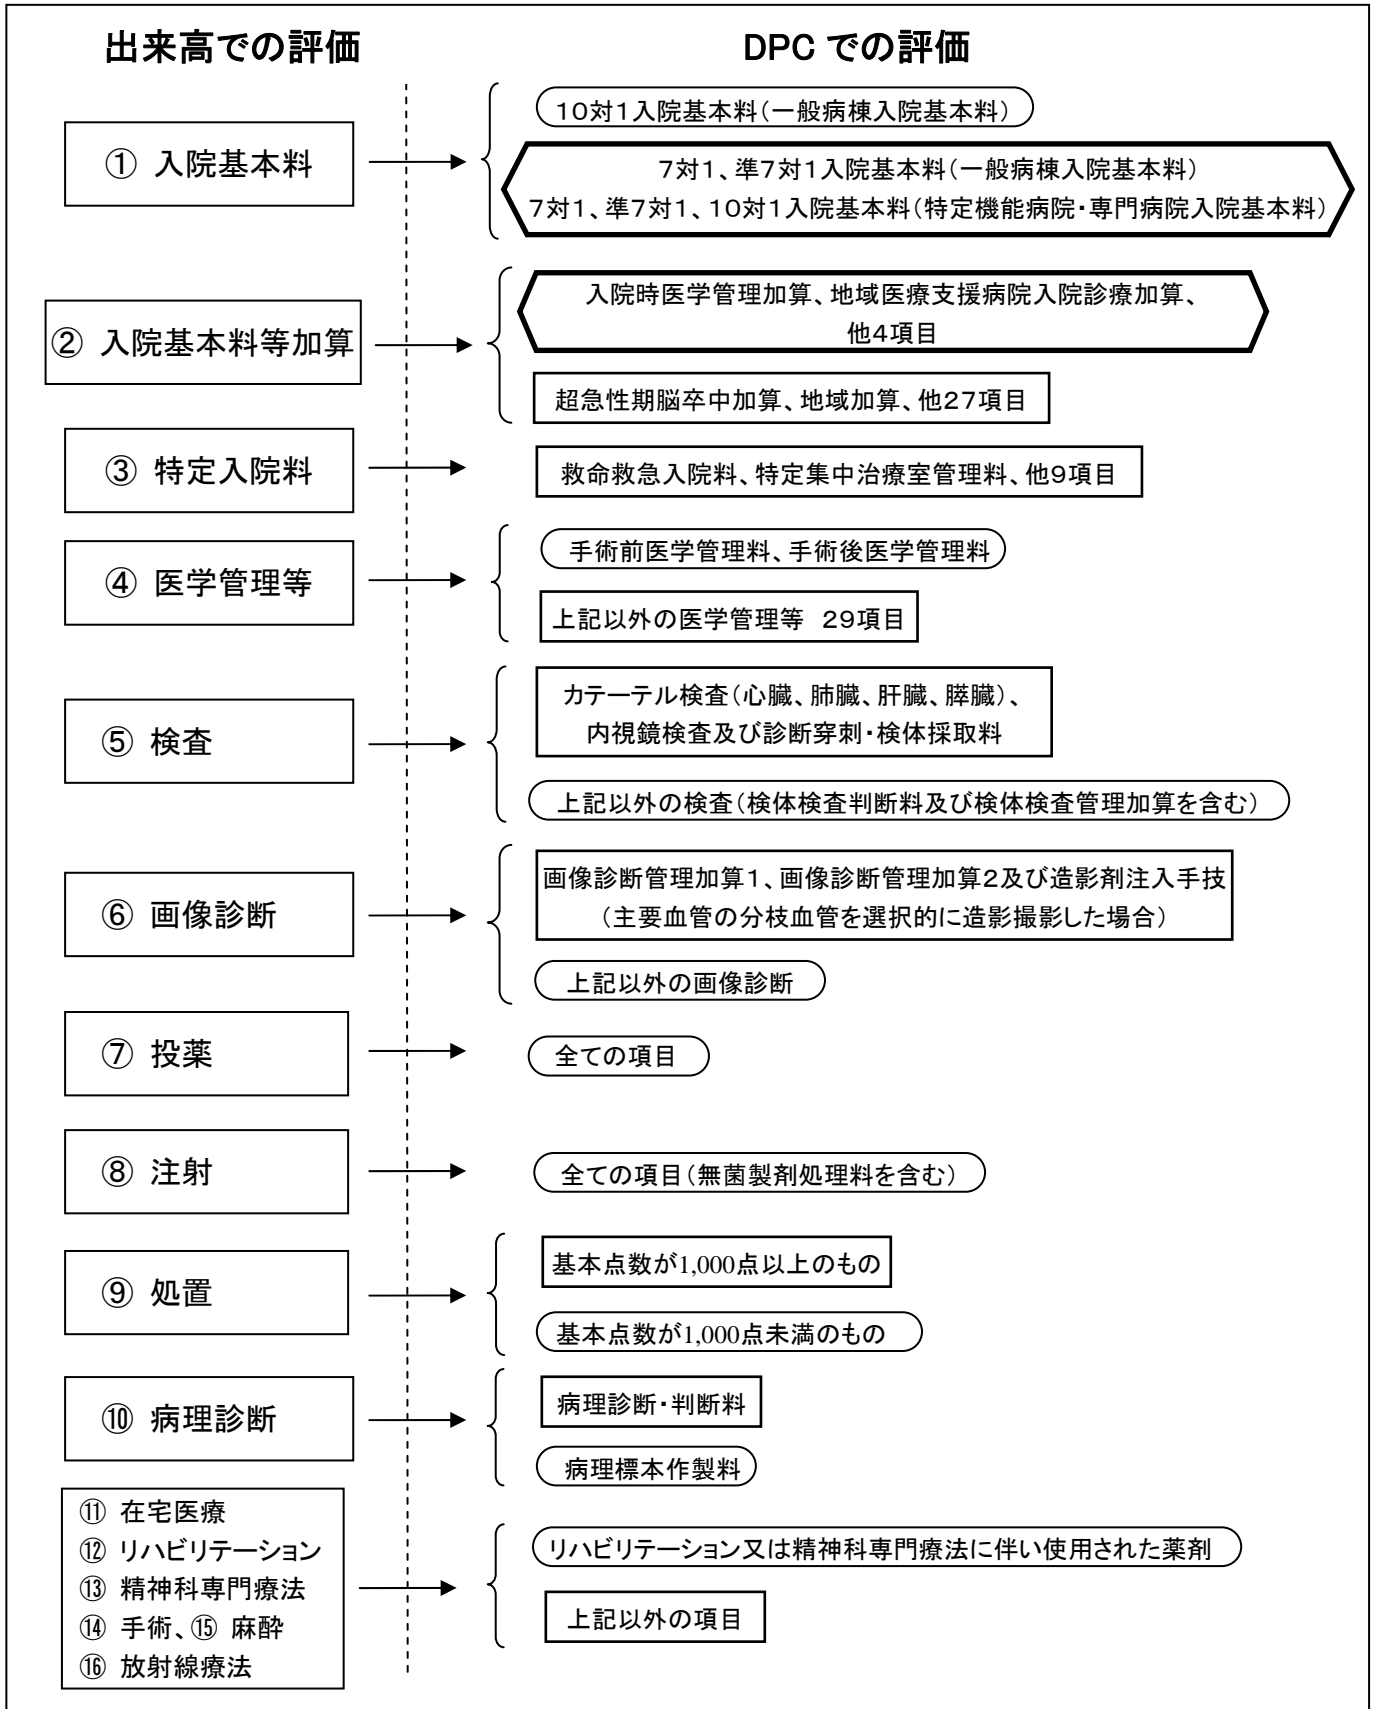 出来高での評価
DPC での評価
① 入院基本料
10対1入院基本料(一般病棟入院基本料)
7対1、準7対1入院基本料(一般病棟入院基本料)
7対1、準7対1、10対1入院基本料(特定機能病院・専門病院入院基本料)
② 入院基本料等加算
入院時医学管理加算、地域医療支援病院入院診療加算、
他4項目
超急性期脳卒中加算、地域加算、他27項目
③ 特定入院料
救命救急入院料、特定集中治療室管理料、他9項目
④ 医学管理等
手術前医学管理料、手術後医学管理料
上記以外の医学管理等 29項目
⑤ 検査
カテーテル検査(心臓、肺臓、肝臓、膵臓)、
内視鏡検査及び診断穿刺・検体採取料
上記以外の検査(検体検査判断料及び検体検査管理加算を含む)
⑥ 画像診断
画像診断管理加算1、画像診断管理加算2及び造影剤注入手技
(主要血管の分枝血管を選択的に造影撮影した場合)
上記以外の画像診断
⑦ 投薬
全ての項目
⑧ 注射
全ての項目(無菌製剤処理料を含む)
⑨ 処置
基本点数が1,000点以上のもの
基本点数が1,000点未満のもの
⑩ 病理診断
病理診断・判断料
病理標本作製料
⑪ 在宅医療
⑫ リハビリテーション
⑬ 精神科専門療法
⑭ 手術、⑮ 麻酔
⑯ 放射線療法
リハビリテーション又は精神科専門療法に伴い使用された薬剤
上記以外の項目